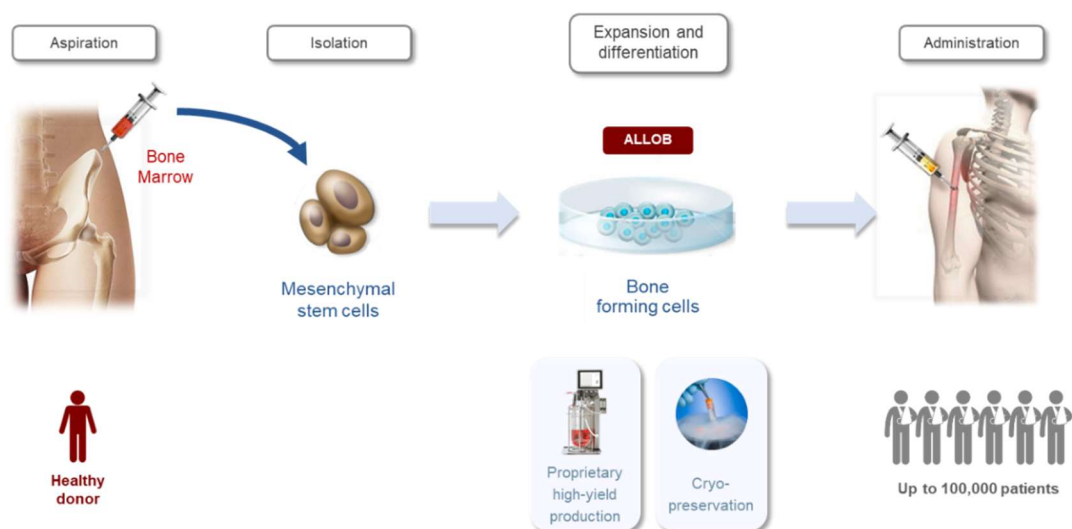 Aspiration
Isolation
Expansion and
differentiation
Administration
Bone
Marrow
ALLOB
Mesenchymal
stem cells
Bone
forming cells
Healthy
donor
Proprietary
high-yield
production
Cryo-
preservation
Up to 100,000 patients